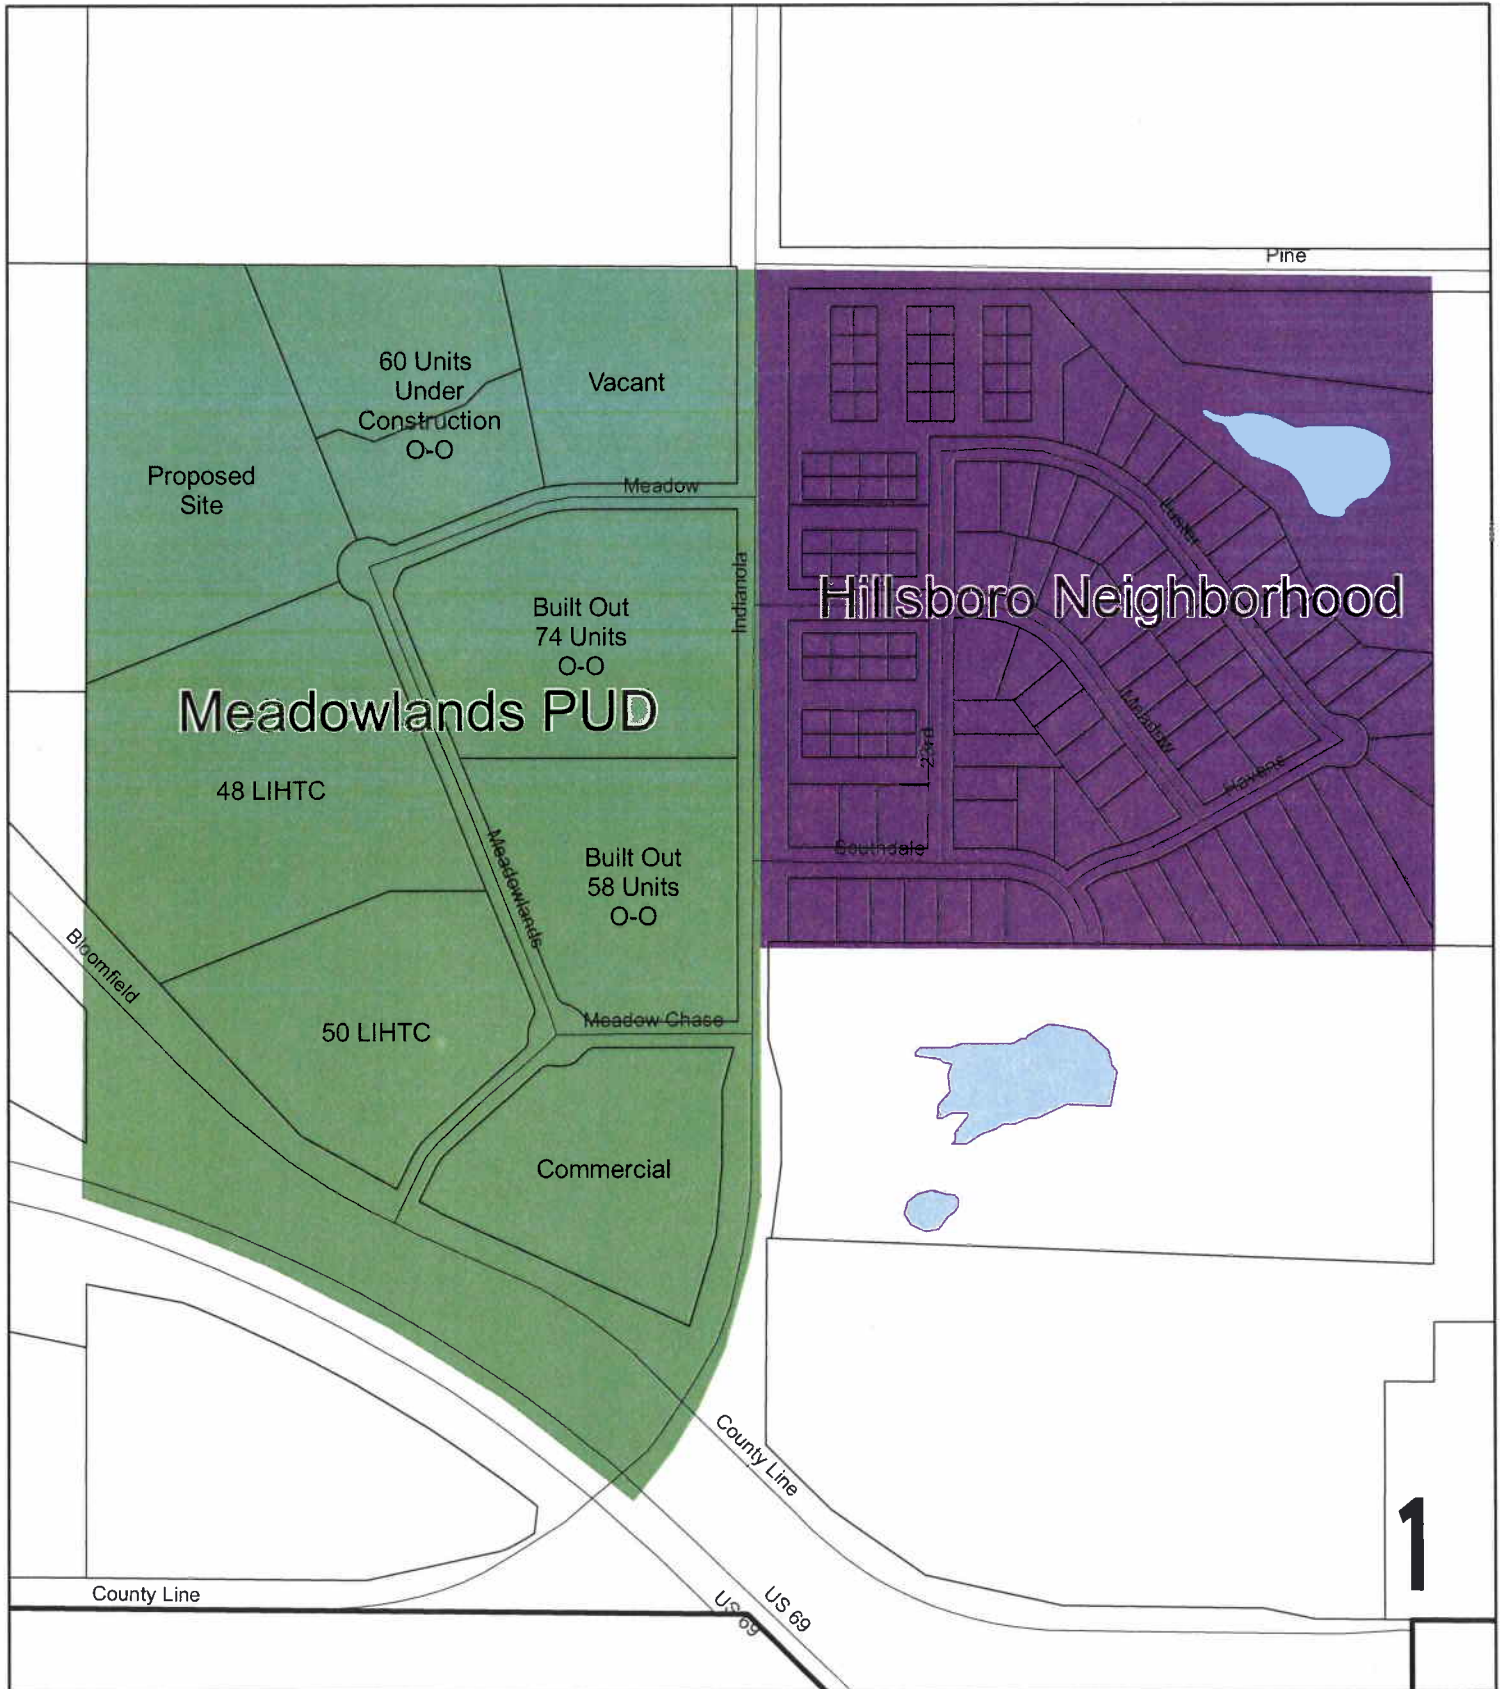 Pine
60 Units
Under
Construction
O-O
Vacant
Proposed
Site
Meadow
Indianola
Built Out
74 Units
O-O
Hillsboro Neighborhood
Meadowlands PUD
48 LIHTC
Meadow
23rd
Havens
Southdale
Meadowlands
Built Out
58 Units
O-O
Bloomfield
50 LIHTC
Meadow Chase
Commercial
County Line
1
County Line
US 69
US 69